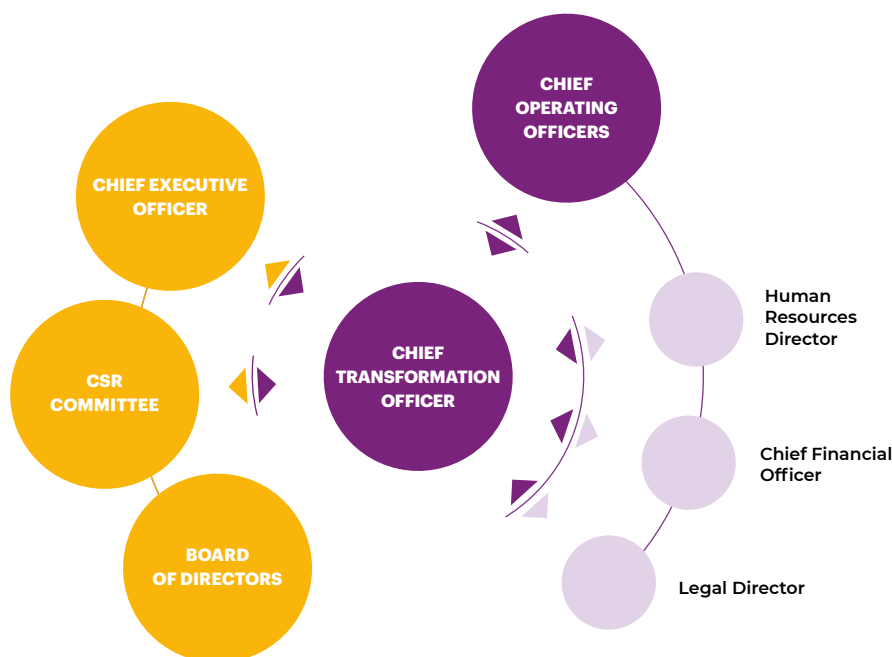 CHIEF
OPERATING
OFFICERS
CHIEF EXECUTIVE
OFFICER
Human
Resources
Director
CHIEF
TRANSFORMATION
OFFICER
CSR
COMMITTEE
Chief Financial
Officer
BOARD
OF DIRECTORS
Legal Director